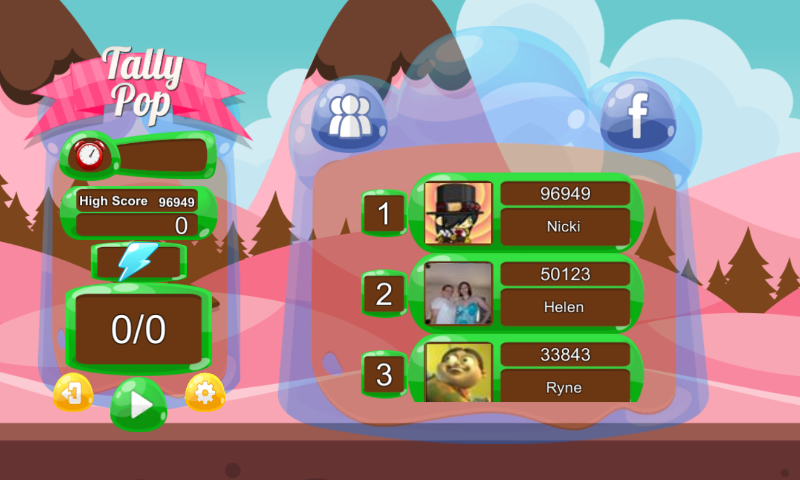 Tally
Pop
High Score 96949
0
0/0
f
1
96949
Nicki
2
50123
Helen
3
33843
Ryne